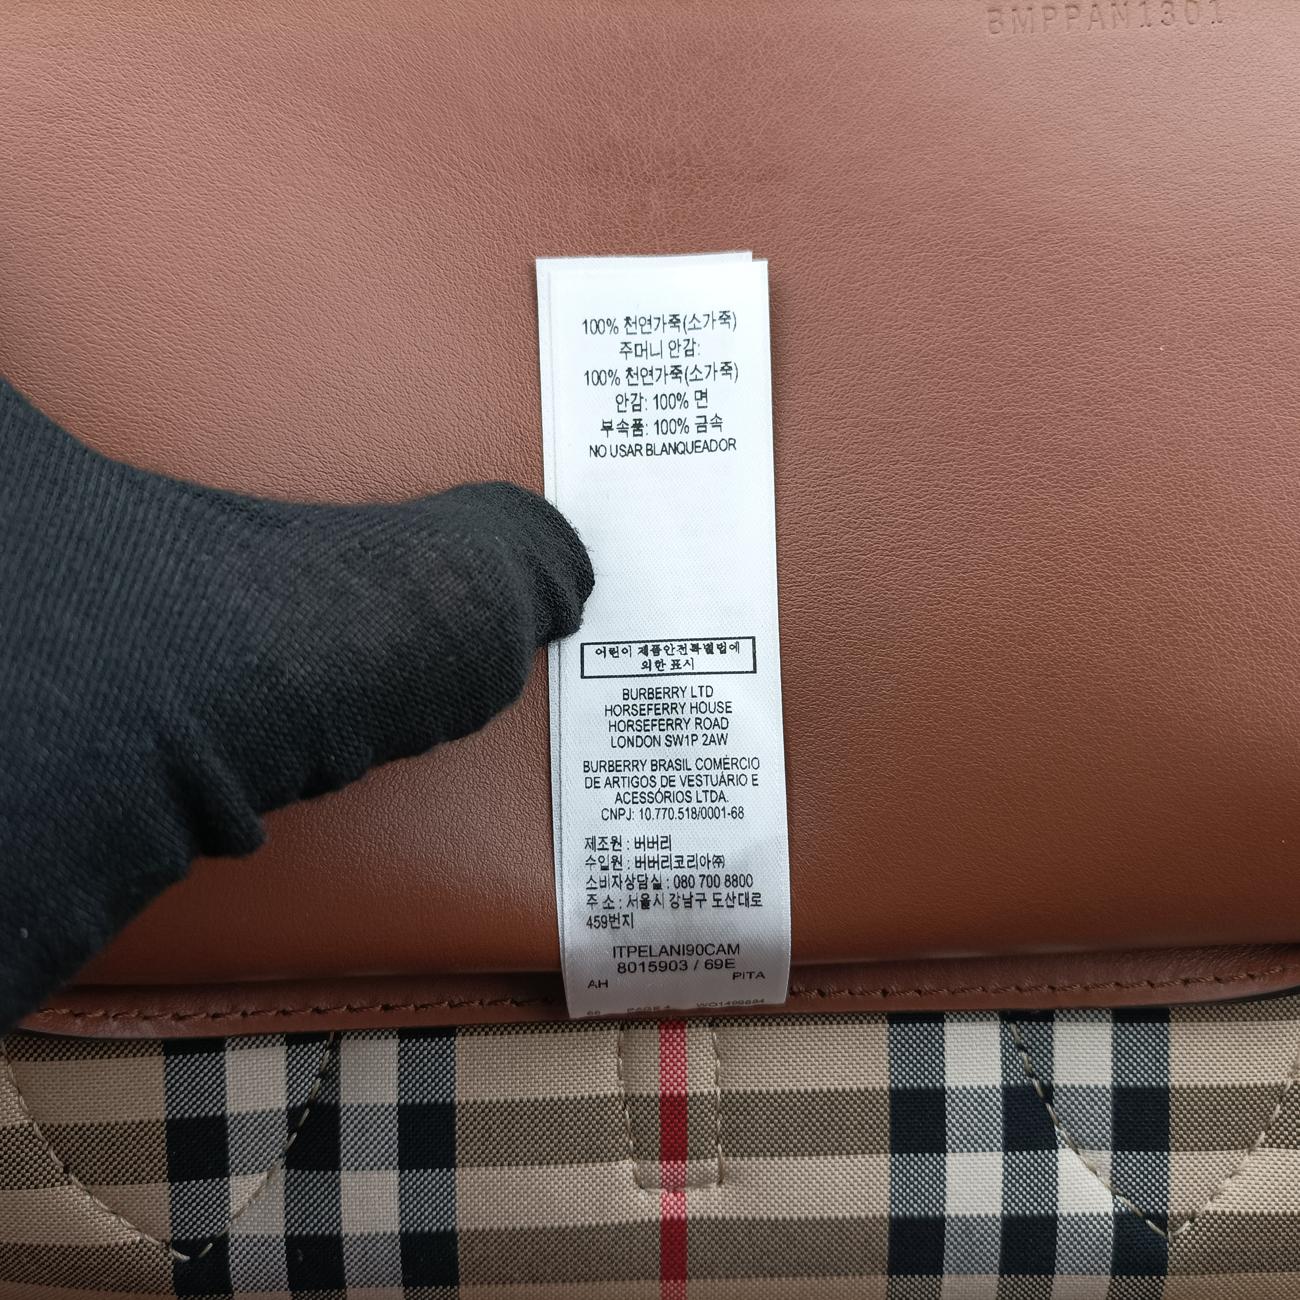 BMPPAN1301
100% 천연가죽(소가죽)
주머니 안감:
100% 천연가죽(소가죽)
안감: 100% 면
부속품: 100% 금속
NO USAR BLANQUEADOR
어린이 제품안전특별법에
의한 표시
BURBERRY LTD
HORSEFERRY HOUSE
HORSEFERRY ROAD
LONDON SW1P 2AW
BURBERRY BRASIL COMÉRCIO
DE ARTIGOS DE VESTUÁRIO E
ACESSÓRIOS LTDA.
CNPJ: 10.770.518/0001-68
제조원 : 버버리
수입원 : 버버리코리아㈜
소비자상담실 : 080 700 8800
주 소 : 서울시 강남구 도산대로
459번지
ITPELANI90CAM
8015903 / 69E
AH PITA